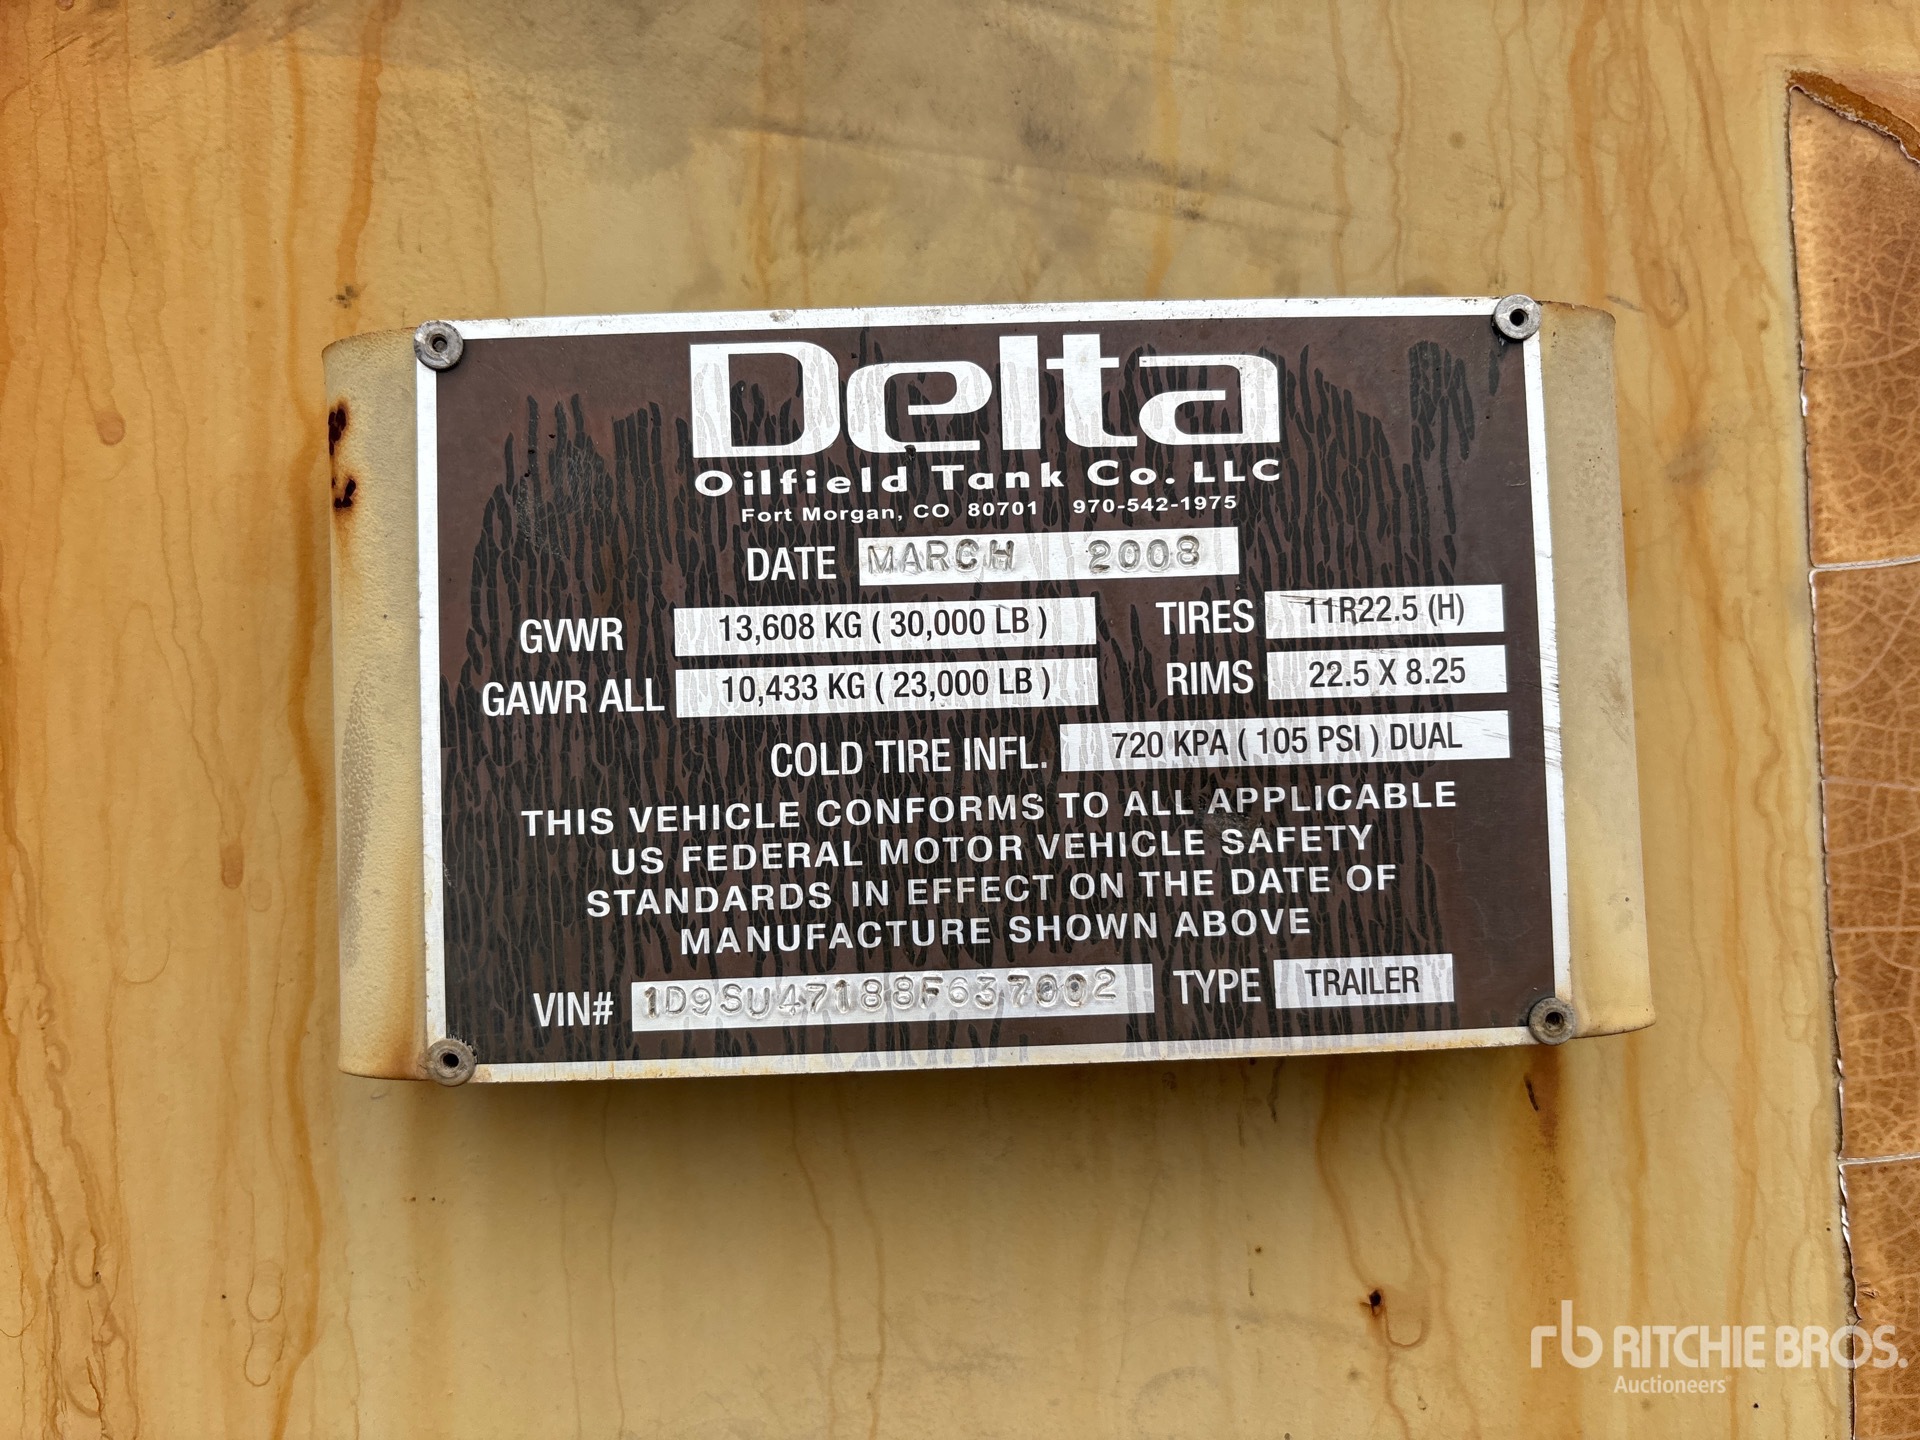 Delta
Oilfield Tank Co. LLC
Fort Morgan, CO 80701 970-542-1975
DATE MARCH 2008
GVWR 13,608 KG ( 30,000 LB ) TIRES 11R22.5 (H)
GAWR ALL 10,433 KG ( 23,000 LB ) RIMS 22.5 X 8.25
COLD TIRE INFL. 720 KPA ( 105 PSI ) DUAL
THIS VEHICLE CONFORMS TO ALL APPLICABLE
US FEDERAL MOTOR VEHICLE SAFETY
STANDARDS IN EFFECT ON THE DATE OF
MANUFACTURE SHOWN ABOVE
VIN# 1D9SU47188F637002 TYPE TRAILER
rb RITCHIE BROS.
Auctioneers